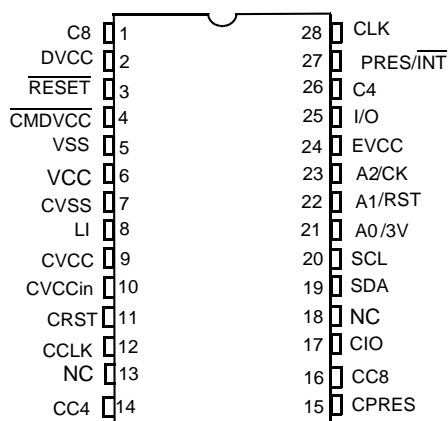 C8 1 28 CLK
DVCC 2 27 PRES/INT
RESET 3 26 C4
CMDVCC 4 25 I/O
VSS 5 24 EVCC
VCC 6 23 A2/CK
CVSS 7 22 A1/RST
LI 8 21 A0/3V
CVCC 9 20 SCL
CVCCin 10 19 SDA
CRST 11 18 NC
CCLK 12 17 CIO
NC 13 16 CC8
CC4 14 15 CPRES